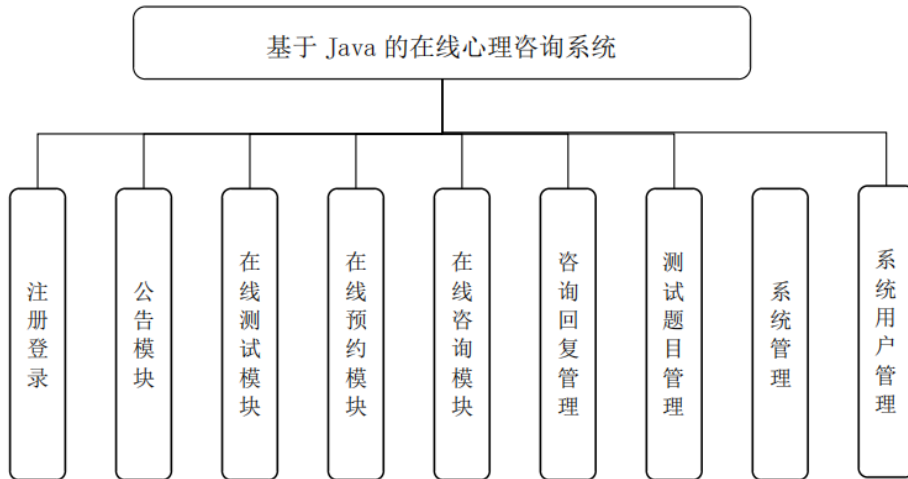 基于 Java 的在线心理咨询系统
注册登录
公告模块
在线测试模块
在线预约模块
在线咨询模块
咨询回复管理
测试题目管理
系统管理
系统用户管理